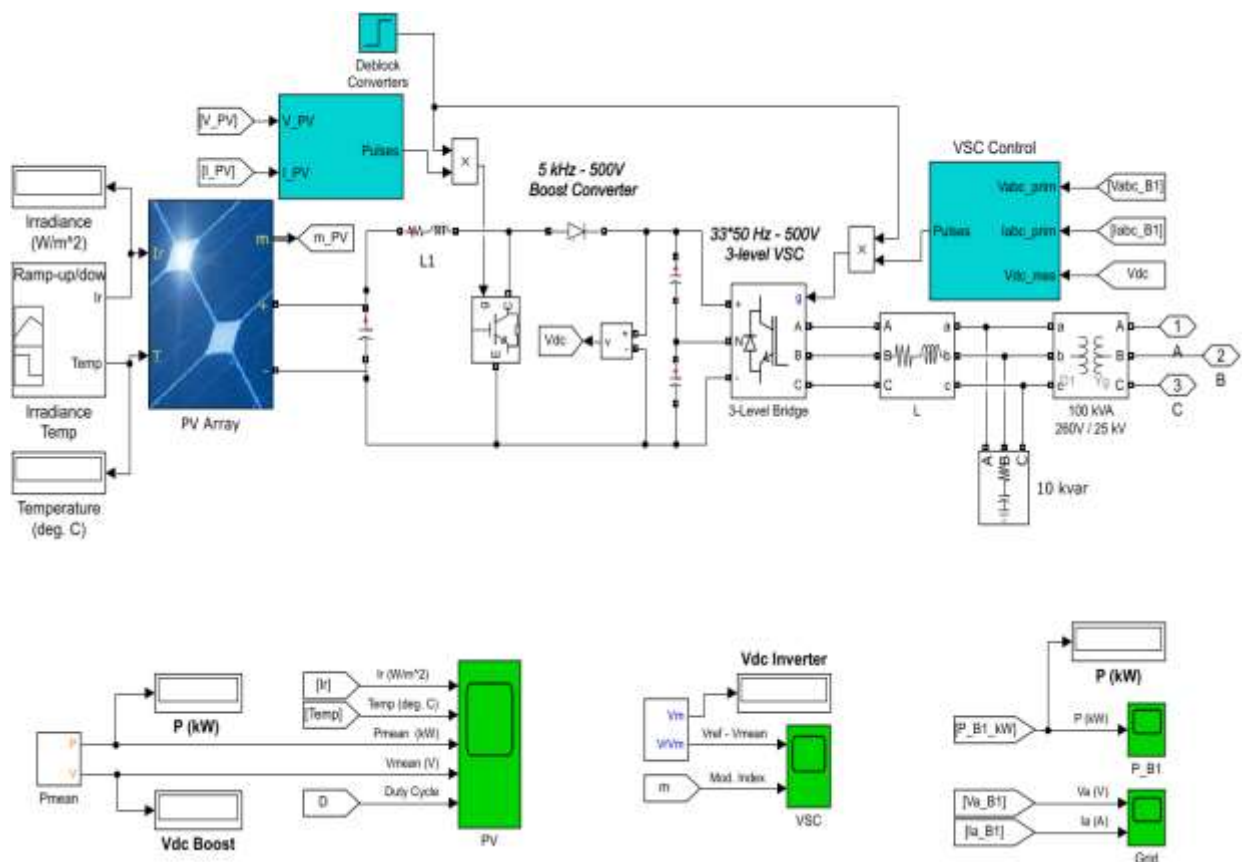 Deblock
Converters
[V_PV]
V_PV
[I_PV]
I_PV
Pulses
X
5 kHz - 500V
Boost Converter
VSC Control
Vabc_prim
[Vabc_B1]
Iabc_prim
[Iabc_B1]
Pulses
Vdc_mes
Vdc
X
Irradiance
(W/m^2)
Ramp-up/dow
Ir
Temp
Irradiance
Temp
Temperature
(deg. C)
Ir
T
m
+
-
PV Array
m_PV
L1
g
C
E
Vdc
v
+
-
33*50 Hz - 500V
3-level VSC
g
+
N
-
A
B
C
3-Level Bridge
A
B
C
a
b
c
L
a
b
c
D1
Yg
A
B
C
100 kVA
260V / 25 kV
1
A
2
B
3
C
A
B
C
10 kvar
P (kW)
P
V
Pmean
Vdc Boost
[Ir]
[Temp]
D
Ir (W/m^2)
Temp (deg. C)
Pmean (kW)
Vmean (V)
Duty Cycle
PV
Vdc Inverter
Vm
VrVm
Vref - Vmean
m
Mod. Index
VSC
P (kW)
[P_B1_kW]
P (kW)
P_B1
[Va_B1]
Va (V)
[Ia_B1]
Ia (A)
Grid